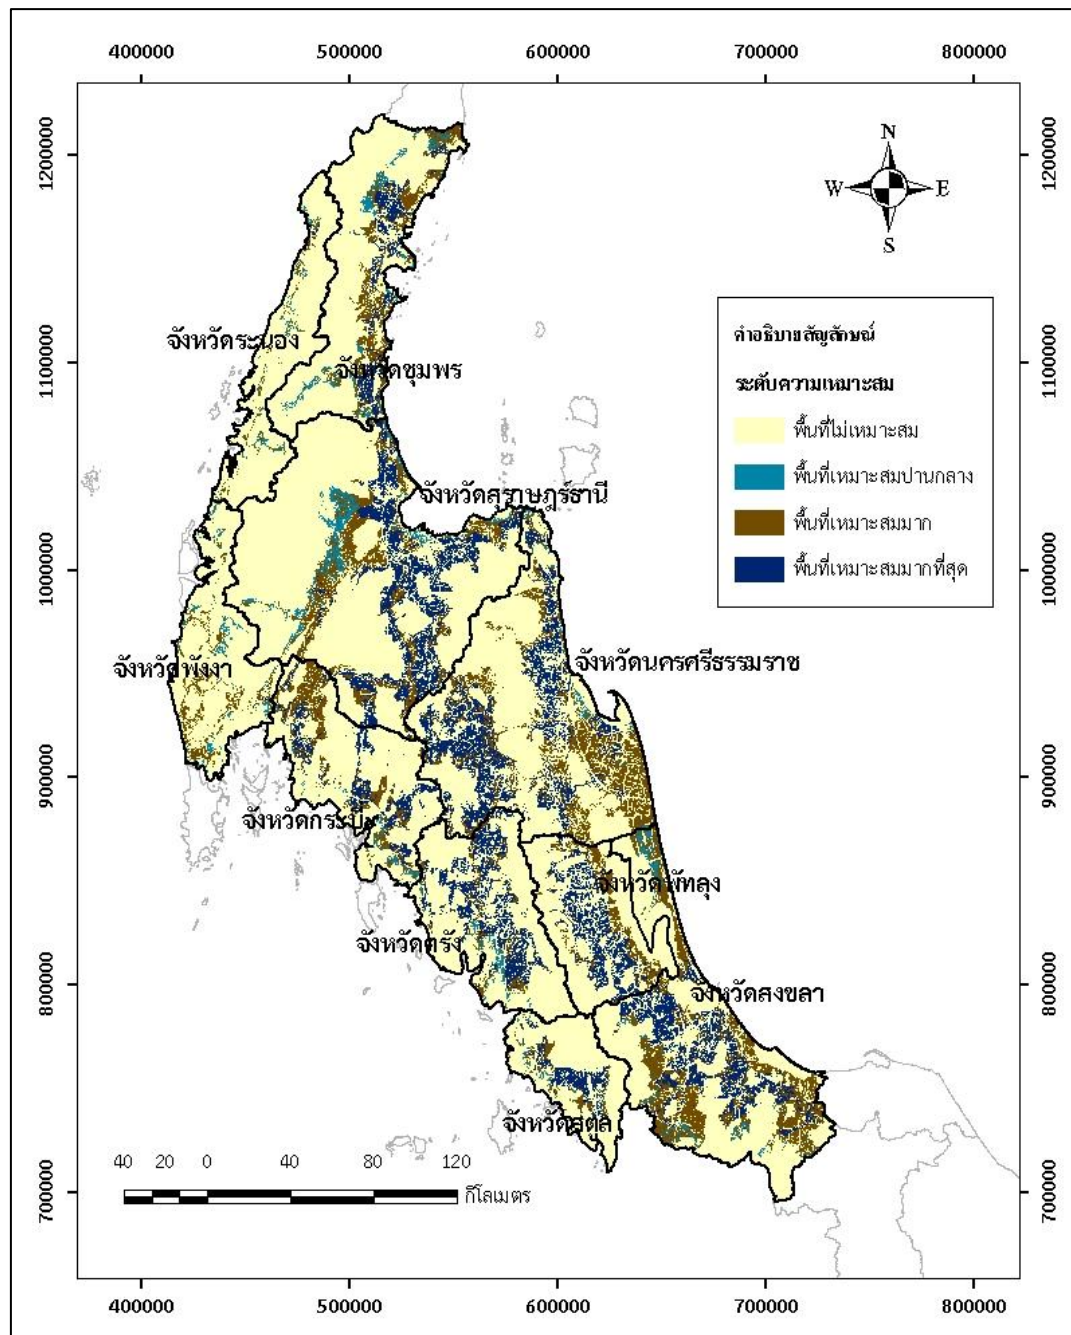 400000 500000 600000 700000 800000
1200000 1200000
N
W E
S
คำอธิบายสัญลักษณ์
จังหวัดระนอง
1100000 1100000
จังหวัดชุมพร
ระดับความเหมาะสม
พื้นที่ไม่เหมาะสม
พื้นที่เหมาะสมปานกลาง
จังหวัดสุราษฎร์ธานี
พื้นที่เหมาะสมมาก
พื้นที่เหมาะสมมากที่สุด
1000000 1000000
จังหวัดพังงา
จังหวัดนครศรีธรรมราช
900000 900000
จังหวัดกระบี่
จังหวัดพัทลุง
จังหวัดตรัง
800000 800000
จังหวัดสงขลา
จังหวัดสตูล
40 20 0 40 80 120
กิโลเมตร
700000 700000
400000 500000 600000 700000 800000